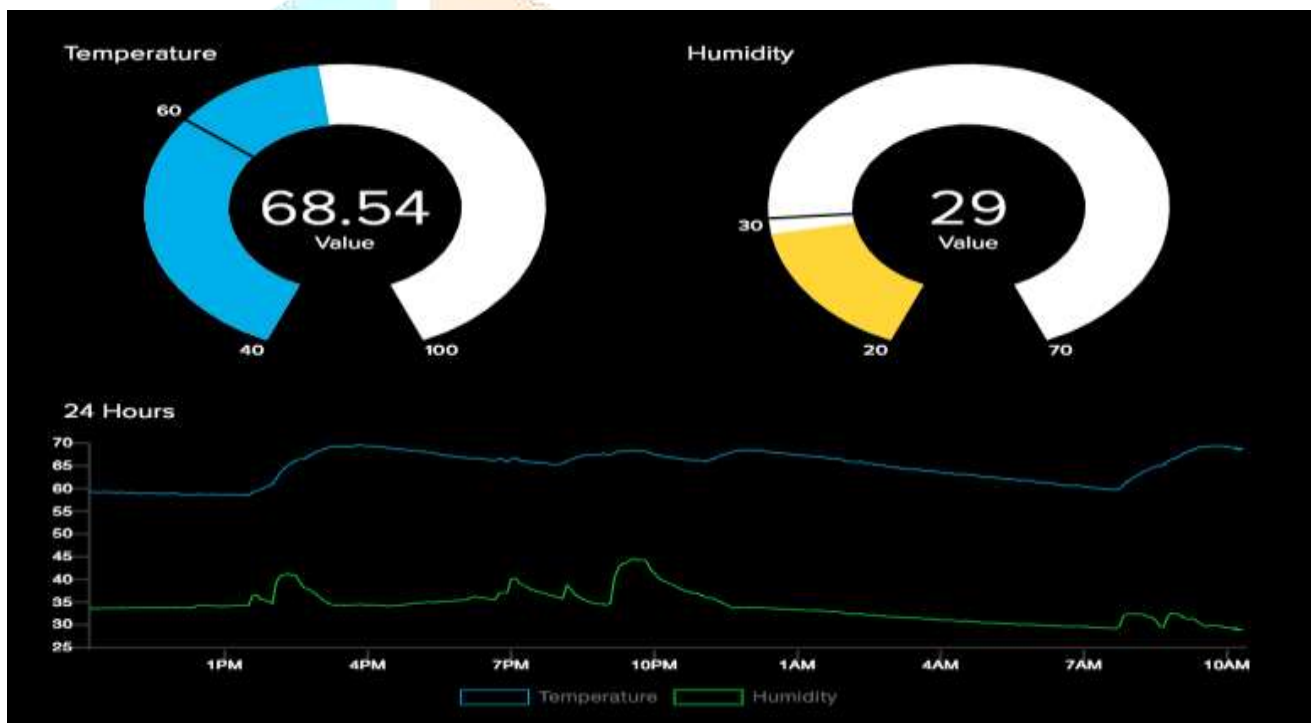 Temperature
Humidity
60
68.54
Value
40
100
30
29
Value
20
70
24 Hours
70
65
60
55
50
45
40
35
30
25
1PM
4PM
7PM
10PM
1AM
4AM
7AM
10AM
Temperature
Humidity